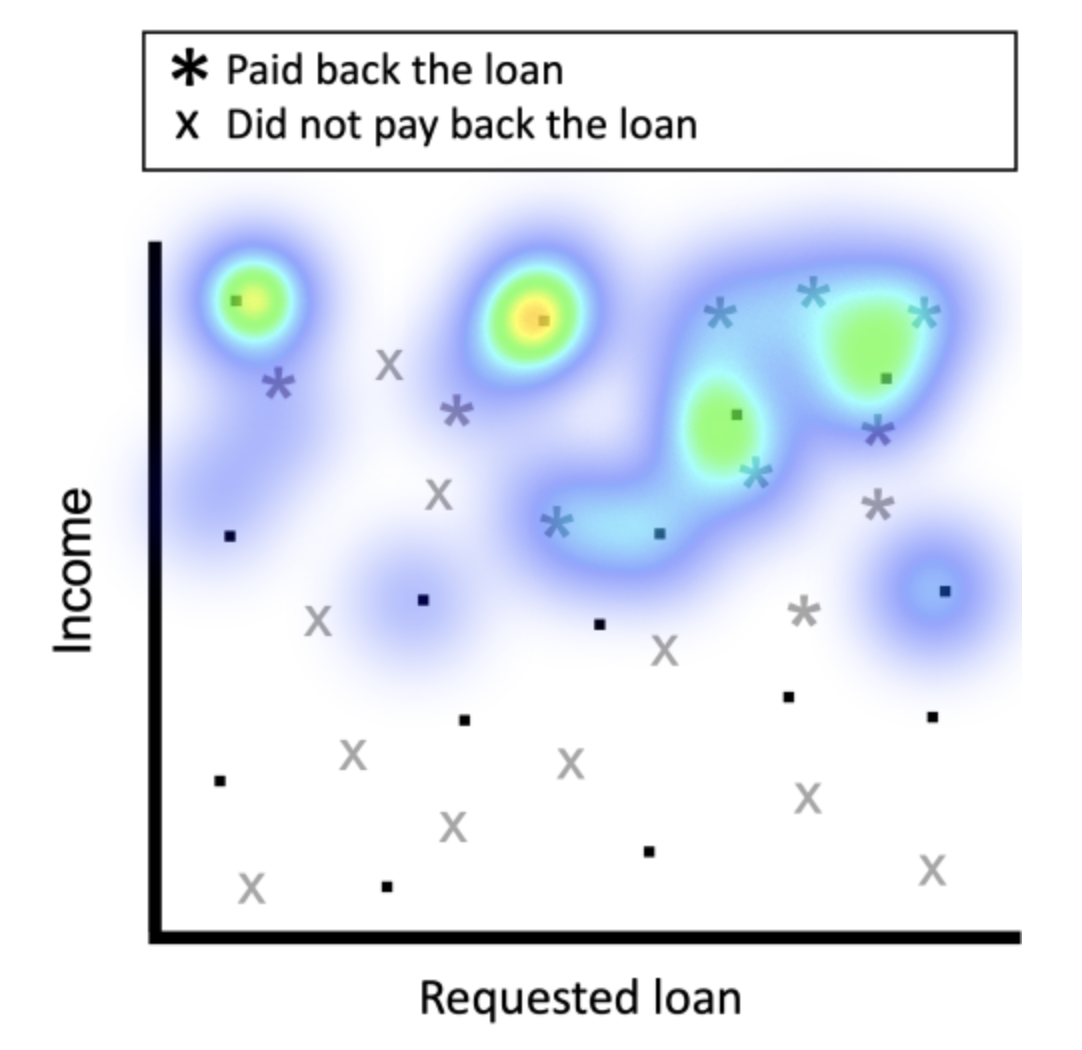 * Paid back the loan
x Did not pay back the loan
Income
Requested loan